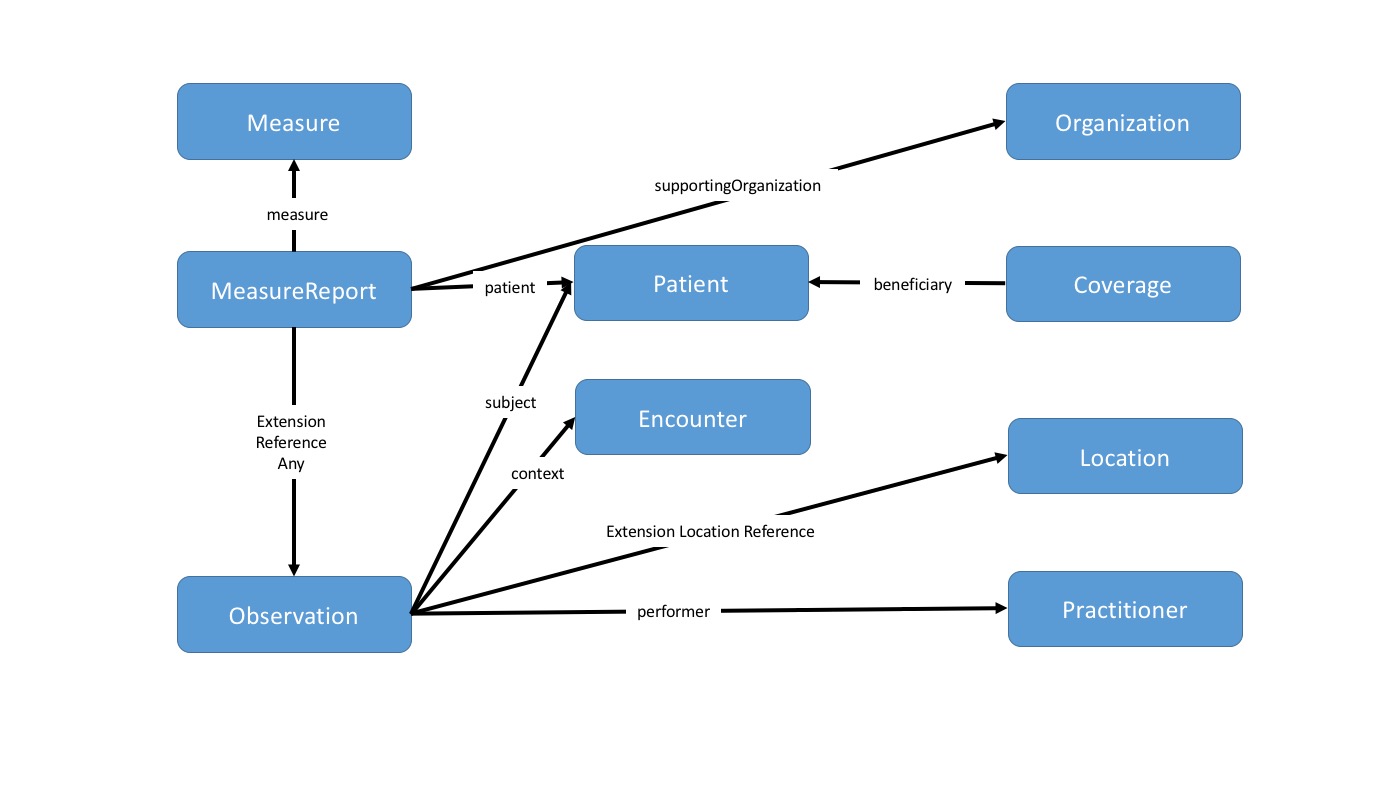 Measure
Organization
supportingOrganization
measure
MeasureReport
patient
Patient
beneficiary
Coverage
subject
Encounter
Extension
Reference
Any
context
Location
Extension Location Reference
Observation
performer
Practitioner